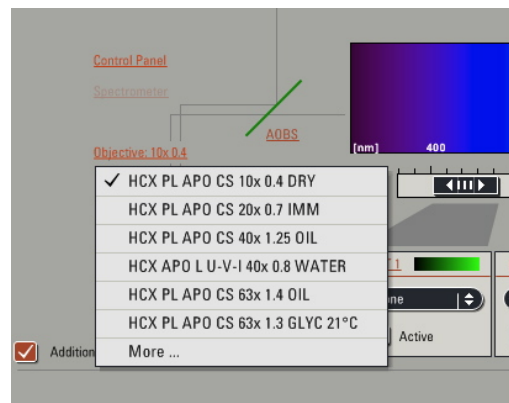 Control Panel
Spectrometer
AOBS
Objective: 10x 0.4
[nm] 400
HCX PL APO CS 10x 0.4 DRY
HCX PL APO CS 20x 0.7 IMM
HCX PL APO CS 40x 1.25 OIL
HCX APO L U-V-I 40x 0.8 WATER
HCX PL APO CS 63x 1.4 OIL
HCX PL APO CS 63x 1.3 GLYC 21°C
More ...
1
ne
Active
Addition